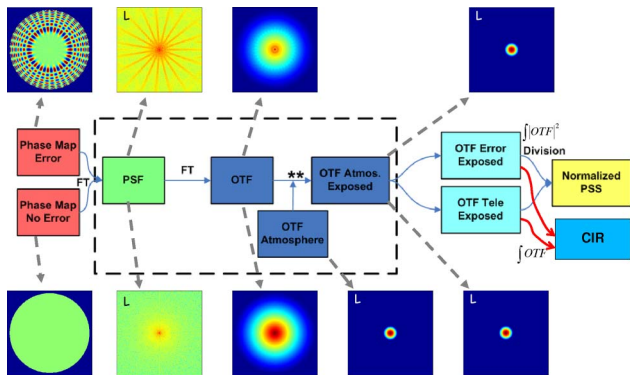 L
L
Phase Map
Error
Phase Map
No Error
FT
PSF
FT
OTF
**
OTF
Atmosphere
OTF Atmos.
Exposed
OTF Error
Exposed
OTF Tele
Exposed
∫|OTF|²
Division
Normalized
PSS
CIR
∫OTF
L
L
L